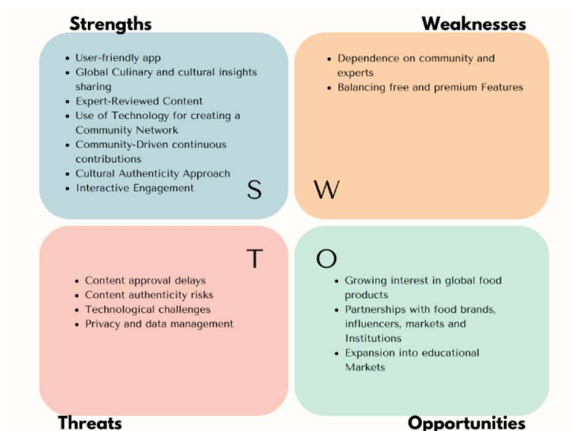 Strengths
Weaknesses
User-friendly app
Global Culinary and cultural insights
sharing
Expert-Reviewed Content
Use of Technology for creating a
Community Network
Community-Driven continuous
contributions
Cultural Authenticity Approach
Interactive Engagement
S
Dependence on community and
experts
Balancing free and premium Features
W
T
Content approval delays
Content authenticity risks
Technological challenges
Privacy and data management
O
Growing interest in global food
products
Partnerships with food brands,
influencers, markets and
Institutions
Expansion into educational
Markets
Threats
Opportunities